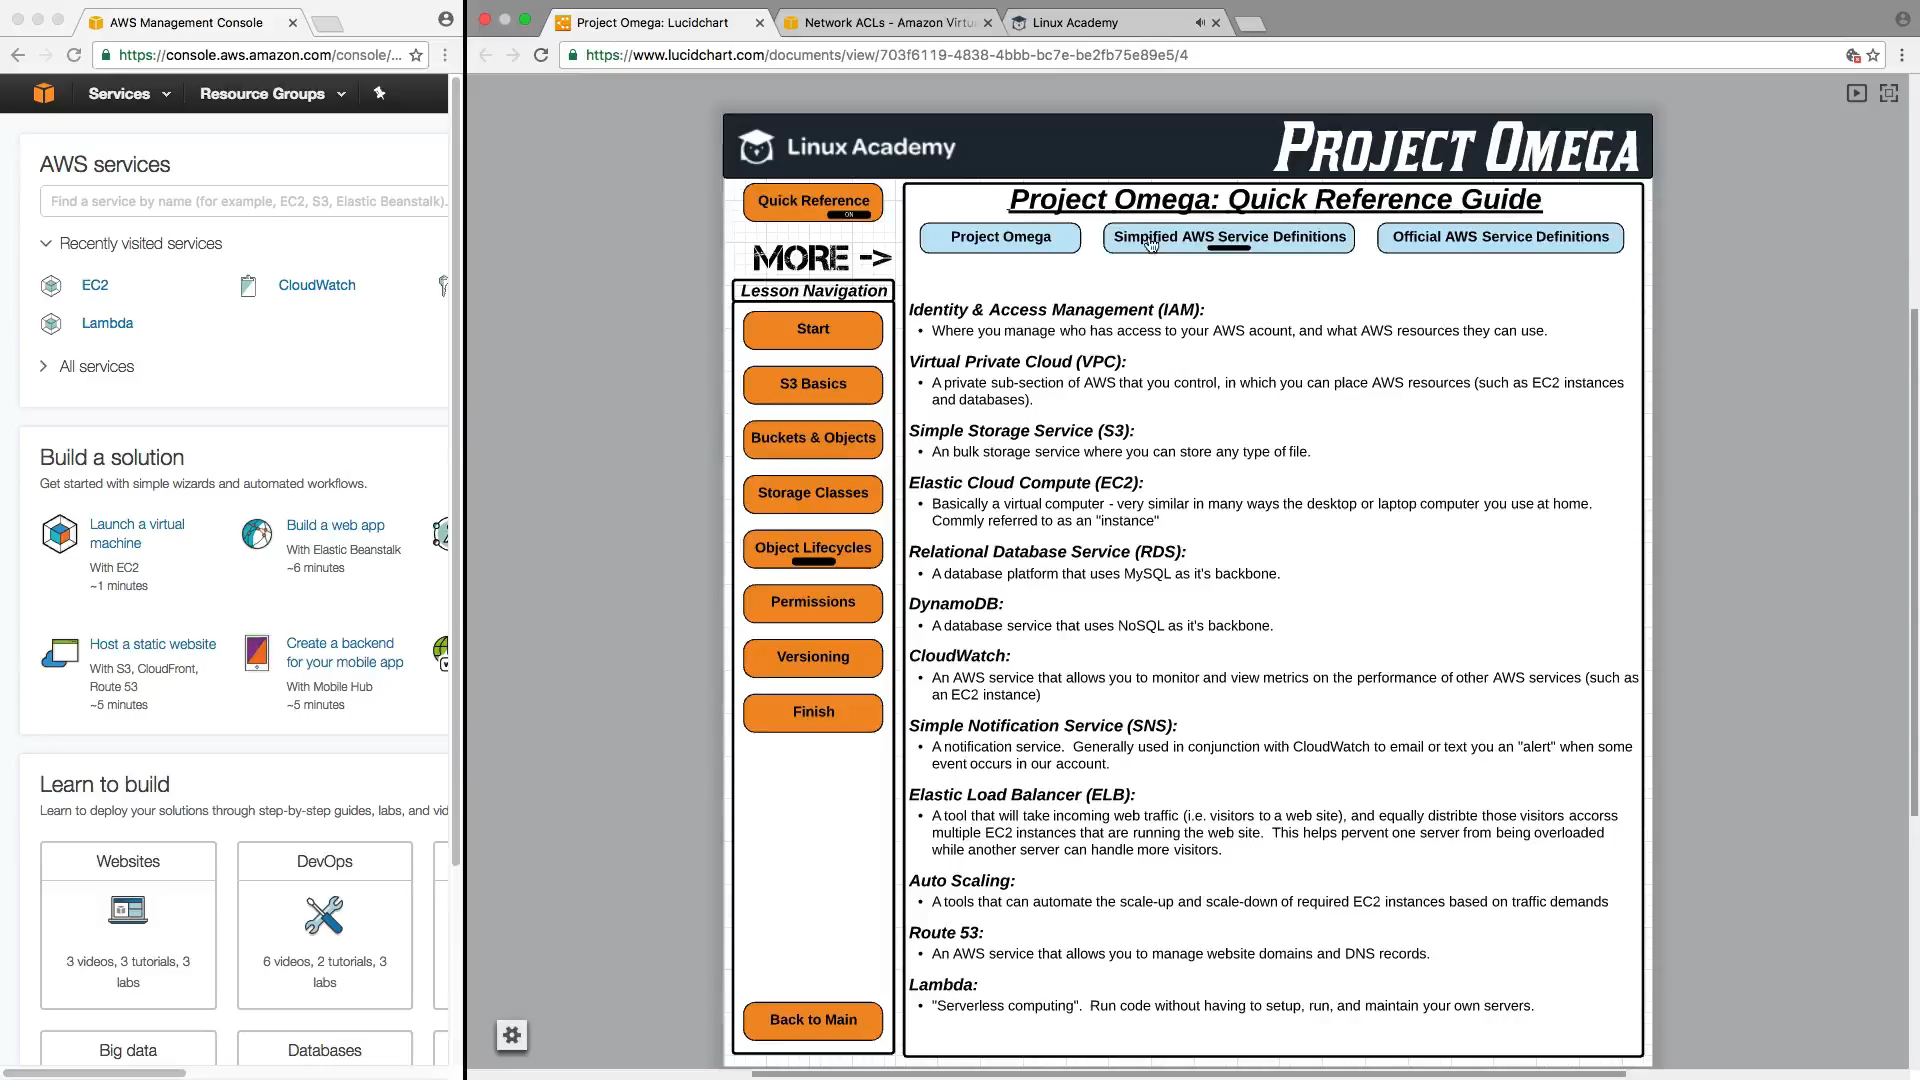 AWS Management Console
https://console.aws.amazon.com/console/...
Services
Resource Groups
AWS services
Find a service by name (for example, EC2, S3, Elastic Beanstalk).
Recently visited services
EC2
CloudWatch
Lambda
All services
Build a solution
Get started with simple wizards and automated workflows.
Launch a virtual
machine
With EC2
~1 minutes
Build a web app
With Elastic Beanstalk
~6 minutes
Host a static website
With S3, CloudFront,
Route 53
~5 minutes
Create a backend
for your mobile app
With Mobile Hub
~5 minutes
Learn to build
Learn to deploy your solutions through step-by-step guides, labs, and vid
Websites
3 videos, 3 tutorials, 3
labs
DevOps
6 videos, 2 tutorials, 3
labs
Big data
Databases
Project Omega: Lucidchart
Network ACLs - Amazon Virtu
Linux Academy
https://www.lucidchart.com/documents/view/703f6119-4838-4bbb-bc7e-be2fb75e89e5/4
Linux Academy
PROJECT OMEGA
Quick Reference
ON
MORE ->
Lesson Navigation
Start
S3 Basics
Buckets & Objects
Storage Classes
Object Lifecycles
Permissions
Versioning
Finish
Back to Main
Project Omega: Quick Reference Guide
Project Omega
Simplified AWS Service Definitions
Official AWS Service Definitions
Identity & Access Management (IAM):
• Where you manage who has access to your AWS acount, and what AWS resources they can use.
Virtual Private Cloud (VPC):
• A private sub-section of AWS that you control, in which you can place AWS resources (such as EC2 instances
and databases).
Simple Storage Service (S3):
• An bulk storage service where you can store any type of file.
Elastic Cloud Compute (EC2):
• Basically a virtual computer - very similar in many ways the desktop or laptop computer you use at home.
Commly referred to as an "instance"
Relational Database Service (RDS):
• A database platform that uses MySQL as it's backbone.
DynamoDB:
• A database service that uses NoSQL as it's backbone.
CloudWatch:
• An AWS service that allows you to monitor and view metrics on the performance of other AWS services (such as
an EC2 instance)
Simple Notification Service (SNS):
• A notification service. Generally used in conjunction with CloudWatch to email or text you an "alert" when some
event occurs in our account.
Elastic Load Balancer (ELB):
• A tool that will take incoming web traffic (i.e. visitors to a web site), and equally distribte those visitors accorss
multiple EC2 instances that are running the web site. This helps pervent one server from being overloaded
while another server can handle more visitors.
Auto Scaling:
• A tools that can automate the scale-up and scale-down of required EC2 instances based on traffic demands
Route 53:
• An AWS service that allows you to manage website domains and DNS records.
Lambda:
• "Serverless computing". Run code without having to setup, run, and maintain your own servers.